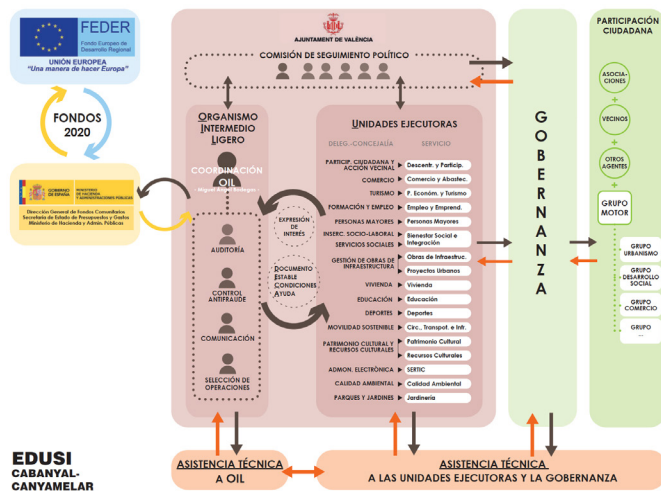 FEDER
Fondo Europeo de
Desarrollo Regional
UNIÓN EUROPEA
"Una manera de hacer Europa"
FONDOS
2020
GOBIERNO
DE ESPAÑA
MINISTERIO
DE HACIENDA
Y ADMINISTRACIONES PÚBLICAS
Dirección General de Fondos Comunitarios
Secretaría de Estado de Presupuestos y Gastos
Ministerio de Hacienda y Admin. Públicas
AJUNTAMENT DE VALÈNCIA
COMISIÓN DE SEGUIMIENTO POLÍTICO
ORGANISMO
INTERMEDIO
LIGERO
COORDINACIÓN
OIL
AUDITORÍA
CONTROL
ANTIFRAUDE
COMUNICACIÓN
SELECCIÓN DE
OPERACIONES
EXPRESIÓN
DE
INTERÉS
DOCUMENTO
ESTABLE
CONDICIONES
AYUDA
UNIDADES EJECUTORAS
DELEG.-CONCEJALÍA SERVICIO
PARTICIP. CIUDADANA Y
ACCIÓN VECINAL
Descentr. y Particip.
COMERCIO Comercio y Abastec.
TURISMO P. Económ. y Turismo
FORMACIÓN Y EMPLEO Empleo y Emprend.
PERSONAS MAYORES Personas Mayores
INSERC. SOCIO-LABORAL
SERVICIOS SOCIALES
Bienestar Social e
Integración
GESTIÓN DE OBRAS DE
INFRAESTRUCTURA
Obras de Infraestruc.
Proyectos Urbanos
VIVIENDA Vivienda
EDUCACIÓN Educación
DEPORTES Deportes
MOVILIDAD SOSTENIBLE Circ., Transpot. e Infr.
PATRIMONIO CULTURAL Y
RECURSOS CULTURALES
Patrimonio Cultural
Recursos Culturales
ADMON. ELECTRÓNICA SERTIC
CALIDAD AMBIENTAL Calidad Ambiental
PARQUES Y JARDINES Jardinería
GOBERNANZA
PARTICIPACIÓN
CIUDADANA
ASOCIA-
CIONES
+
VECINOS
+
OTROS
AGENTES
+
GRUPO
MOTOR
GRUPO
URBANISMO
GRUPO
DESARROLLO
SOCIAL
GRUPO
COMERCIO
GRUPO
...
ASISTENCIA TÉCNICA
A OIL
ASISTENCIA TÉCNICA
A LAS UNIDADES EJECUTORAS Y LA GOBERNANZA
EDUSI
CABANYAL-
CANYAMELAR